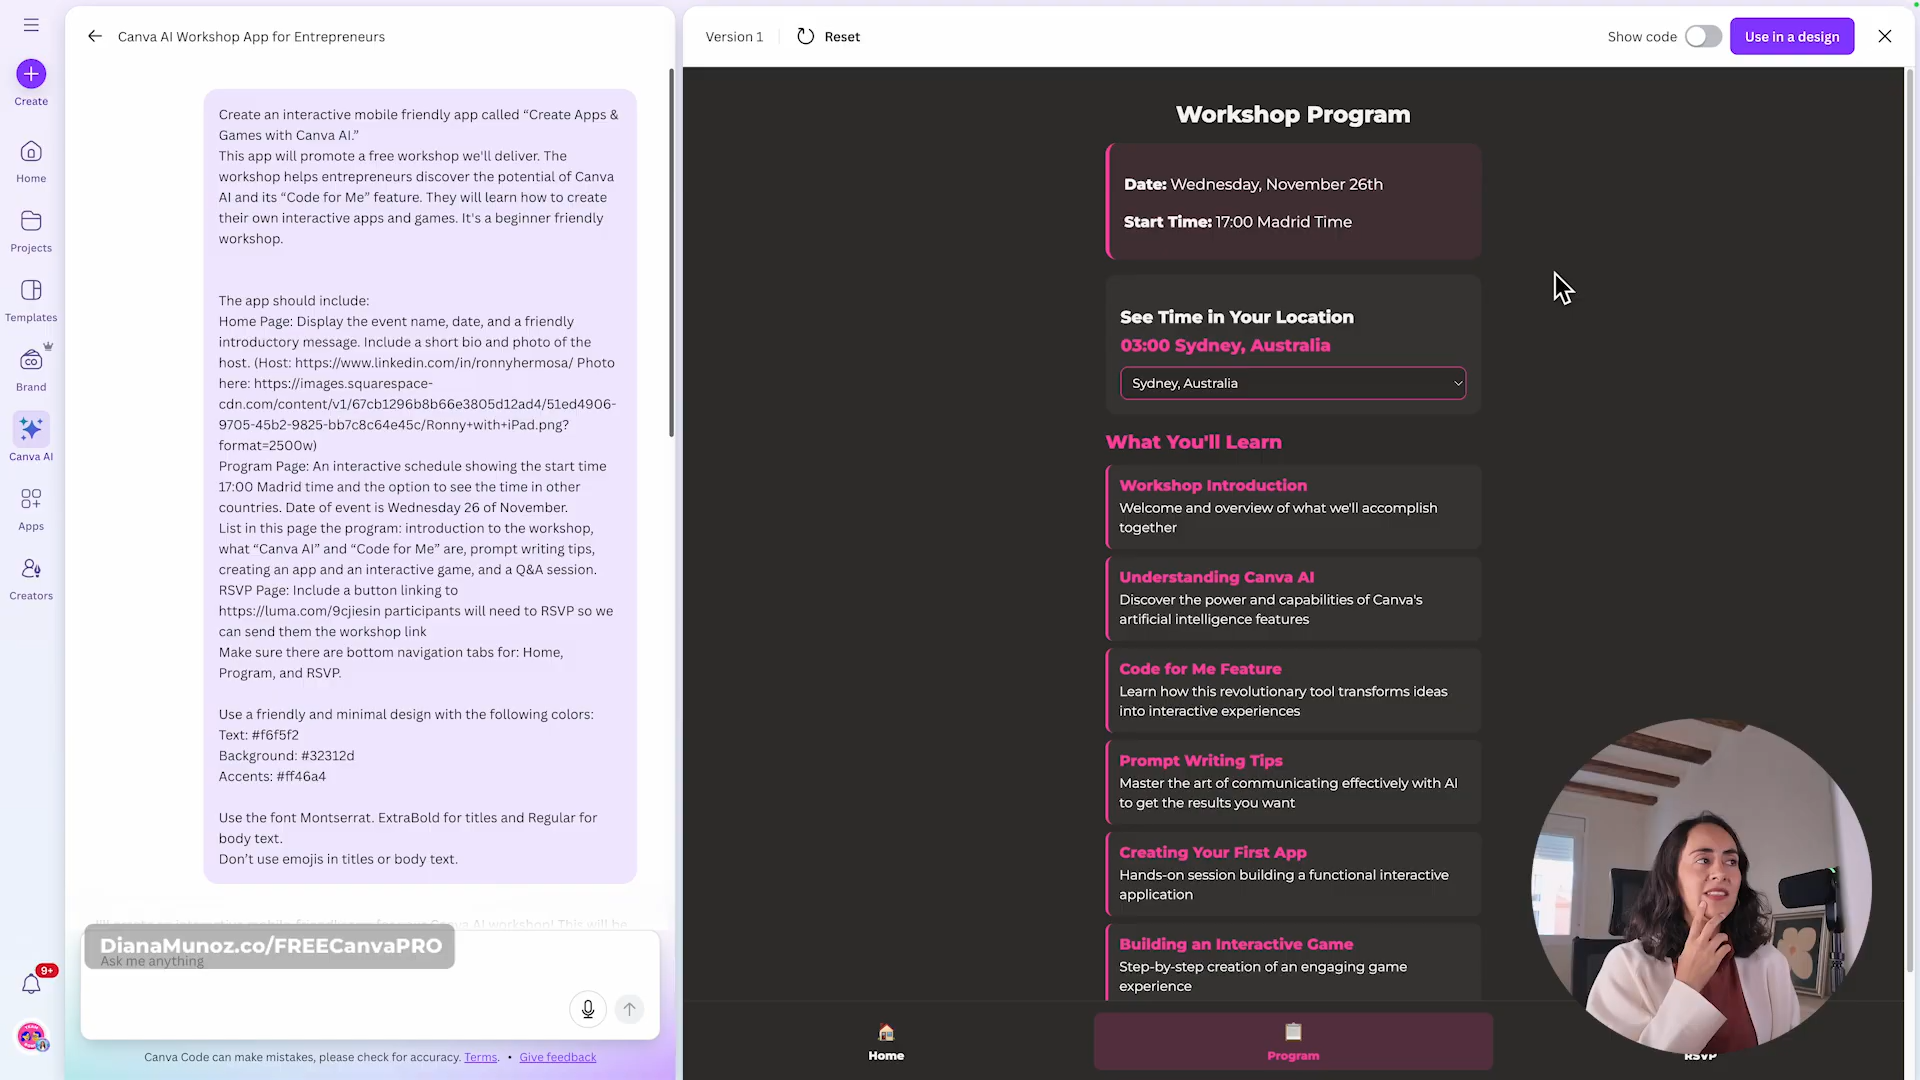 Create
Home
Projects
Templates
Brand
Canva AI
Apps
Creators
9+
Canva AI Workshop App for Entrepreneurs
Create an interactive mobile friendly app called “Create Apps &
Games with Canva AI.”
This app will promote a free workshop we'll deliver. The
workshop helps entrepreneurs discover the potential of Canva
AI and its “Code for Me” feature. They will learn how to create
their own interactive apps and games. It's a beginner friendly
workshop.
The app should include:
Home Page: Display the event name, date, and a friendly
introductory message. Include a short bio and photo of the
host. (Host: https://www.linkedin.com/in/ronnyhermosa/ Photo
here: https://images.squarespace-
cdn.com/content/v1/67cb1296b8b66e3805d12ad4/51ed4906-
9705-45b2-9825-bb7c8c64e45c/Ronny+with+iPad.png?
format=2500w)
Program Page: An interactive schedule showing the start time
17:00 Madrid time and the option to see the time in other
countries. Date of event is Wednesday 26 of November.
List in this page the program: introduction to the workshop,
what “Canva AI” and “Code for Me” are, prompt writing tips,
creating an app and an interactive game, and a Q&A session.
RSVP Page: Include a button linking to
https://luma.com/9cjiesin participants will need to RSVP so we
can send them the workshop link
Make sure there are bottom navigation tabs for: Home,
Program, and RSVP.
Use a friendly and minimal design with the following colors:
Text: #f6f5f2
Background: #32312d
Accents: #ff46a4
Use the font Montserrat. ExtraBold for titles and Regular for
body text.
Don’t use emojis in titles or body text.
DianaMunoz.co/FREECanvaPRO
Ask me anything
Canva Code can make mistakes, please check for accuracy. Terms. • Give feedback
Version 1
Reset
Show code
Use in a design
Workshop Program
Date: Wednesday, November 26th
Start Time: 17:00 Madrid Time
See Time in Your Location
03:00 Sydney, Australia
Sydney, Australia
What You'll Learn
Workshop Introduction
Welcome and overview of what we'll accomplish
together
Understanding Canva AI
Discover the power and capabilities of Canva's
artificial intelligence features
Code for Me Feature
Learn how this revolutionary tool transforms ideas
into interactive experiences
Prompt Writing Tips
Master the art of communicating effectively with AI
to get the results you want
Creating Your First App
Hands-on session building a functional interactive
application
Building an Interactive Game
Step-by-step creation of an engaging game
experience
Home
Program
RSVP